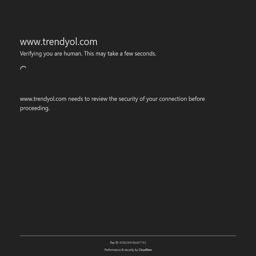 www.trendyol.com
Verifying you are human. This may take a few seconds.
www.trendyol.com needs to review the security of your connection before
proceeding.
Ray ID:
Performance & security by Cloudflare